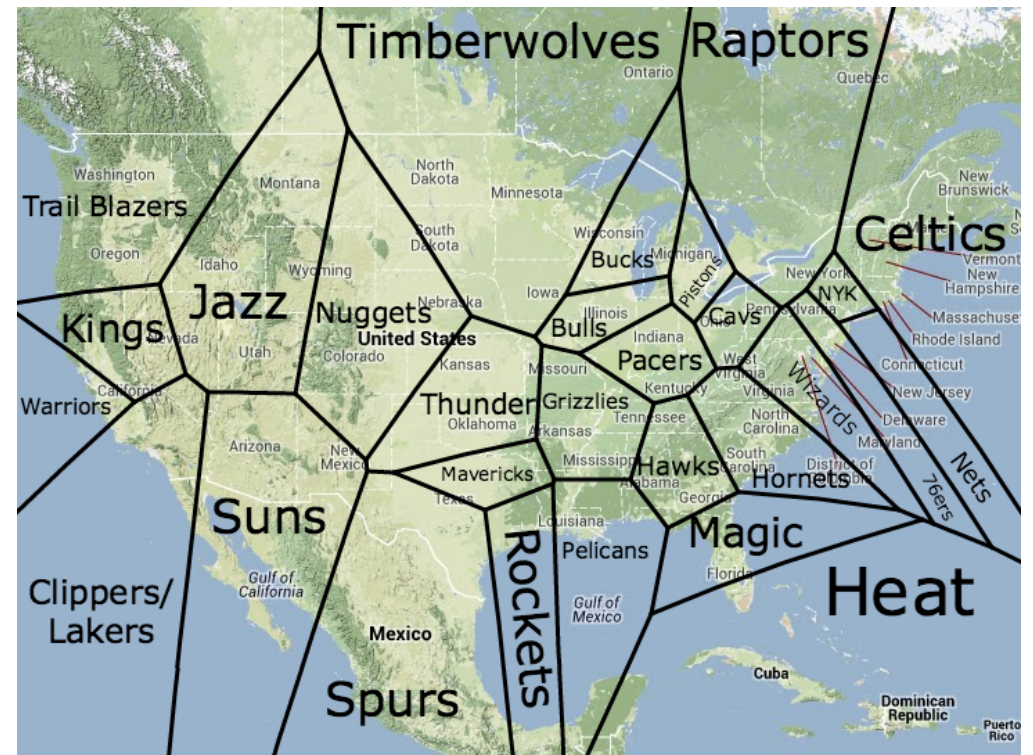 Timberwolves
Raptors
Ontario
Quebec
Washington
Montana
North
Dakota
Minnesota
New
Brunswick
Trail Blazers
Oregon
Idaho
South
Dakota
Wisconsin
Michigan
Celtics
Vermont
New
Hampshire
Bucks
Pistons
New York
NYK
Wyoming
Jazz
Nuggets
Nebraska
Iowa
Illinois
Bulls
Ohio
Cavs
Pennsylvania
Massachuset
Rhode Island
Connecticut
Kings
Nevada
Utah
United States
Colorado
Kansas
Missouri
Indiana
Pacers
West
Virginia
Kentucky
Virginia
Wizards
New Jersey
Delaware
Maryland
District of
Columbia
Warriors
California
Thunder
Oklahoma
Grizzlies
Tennessee
Arkansas
North
Carolina
South
Carolina
Arizona
New
Mexico
Mavericks
Texas
Mississippi
Alabama
Hawks
Georgia
Hornets
76ers
Nets
Suns
Rockets
Louisiana
Pelicans
Magic
Florida
Heat
Clippers/
Lakers
Gulf of
California
Gulf of
Mexico
Mexico
Spurs
Cuba
Dominican
Republic
Puerto
Rico